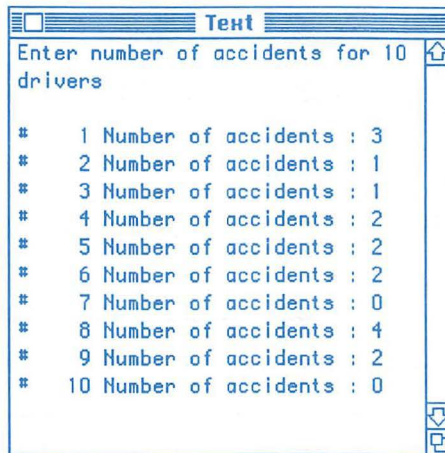 Text
Enter number of accidents for 10
drivers
# 1 Number of accidents : 3
# 2 Number of accidents : 1
# 3 Number of accidents : 1
# 4 Number of accidents : 2
# 5 Number of accidents : 2
# 6 Number of accidents : 2
# 7 Number of accidents : 0
# 8 Number of accidents : 4
# 9 Number of accidents : 2
# 10 Number of accidents : 0